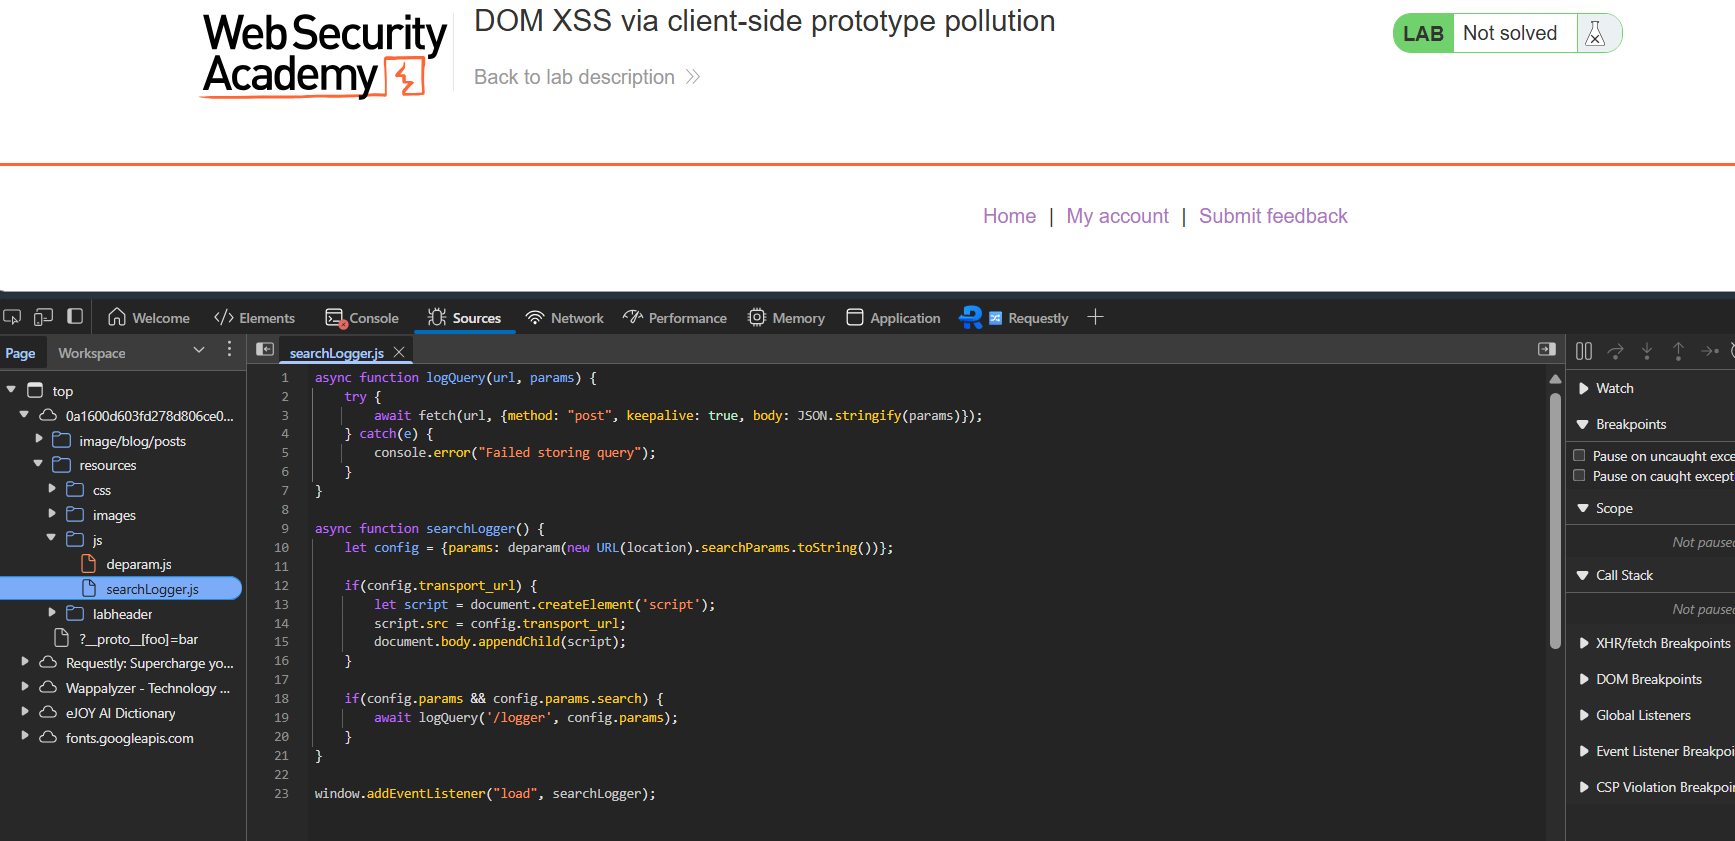 Web Security
Academy
DOM XSS via client-side prototype pollution
Back to lab description
LAB Not solved
Home | My account | Submit feedback
Welcome Elements Console Sources Network Performance Memory Application Requestly
Page Workspace
searchLogger.js
top
0a1600d603fd278d806ce0...
image/blog/posts
resources
css
images
js
deparam.js
searchLogger.js
labheader
?__proto__[foo]=bar
Requestly: Supercharge yo...
Wappalyzer - Technology ...
eJOY AI Dictionary
fonts.googleapis.com
1 async function logQuery(url, params) {
2     try {
3         await fetch(url, {method: "post", keepalive: true, body: JSON.stringify(params)});
4     } catch(e) {
5         console.error("Failed storing query");
6     }
7 }
8
9 async function searchLogger() {
10     let config = {params: deparam(new URL(location).searchParams.toString())};
11
12     if(config.transport_url) {
13         let script = document.createElement('script');
14         script.src = config.transport_url;
15         document.body.appendChild(script);
16     }
17
18     if(config.params && config.params.search) {
19         await logQuery('/logger', config.params);
20     }
21 }
22
23 window.addEventListener("load", searchLogger);
Watch
Breakpoints
Pause on uncaught exce
Pause on caught except
Scope
Not paused
Call Stack
Not paused
XHR/fetch Breakpoints
DOM Breakpoints
Global Listeners
Event Listener Breakpoi
CSP Violation Breakpoi